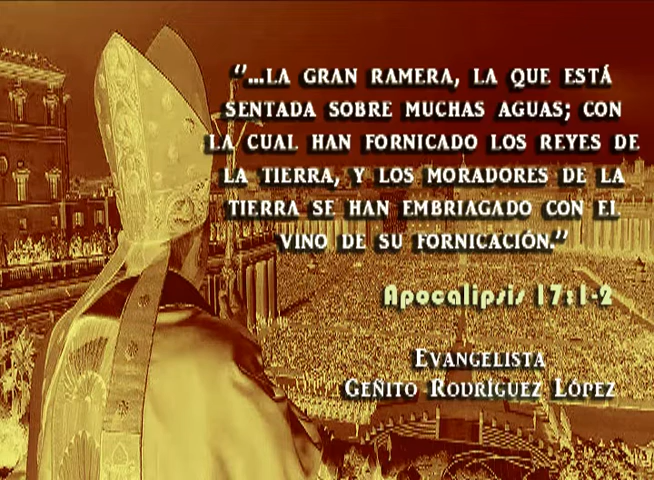 "...LA GRAN RAMERA, LA QUE ESTÁ
SENTADA SOBRE MUCHAS AGUAS; CON
LA CUAL HAN FORNICADO LOS REYES DE
LA TIERRA, Y LOS MORADORES DE LA
TIERRA SE HAN EMBRIAGADO CON EL
VINO DE SU FORNICACIÓN."
Apocalipsis 17:1-2
EVANGELISTA
GEÑITO RODRÍGUEZ LÓPEZ